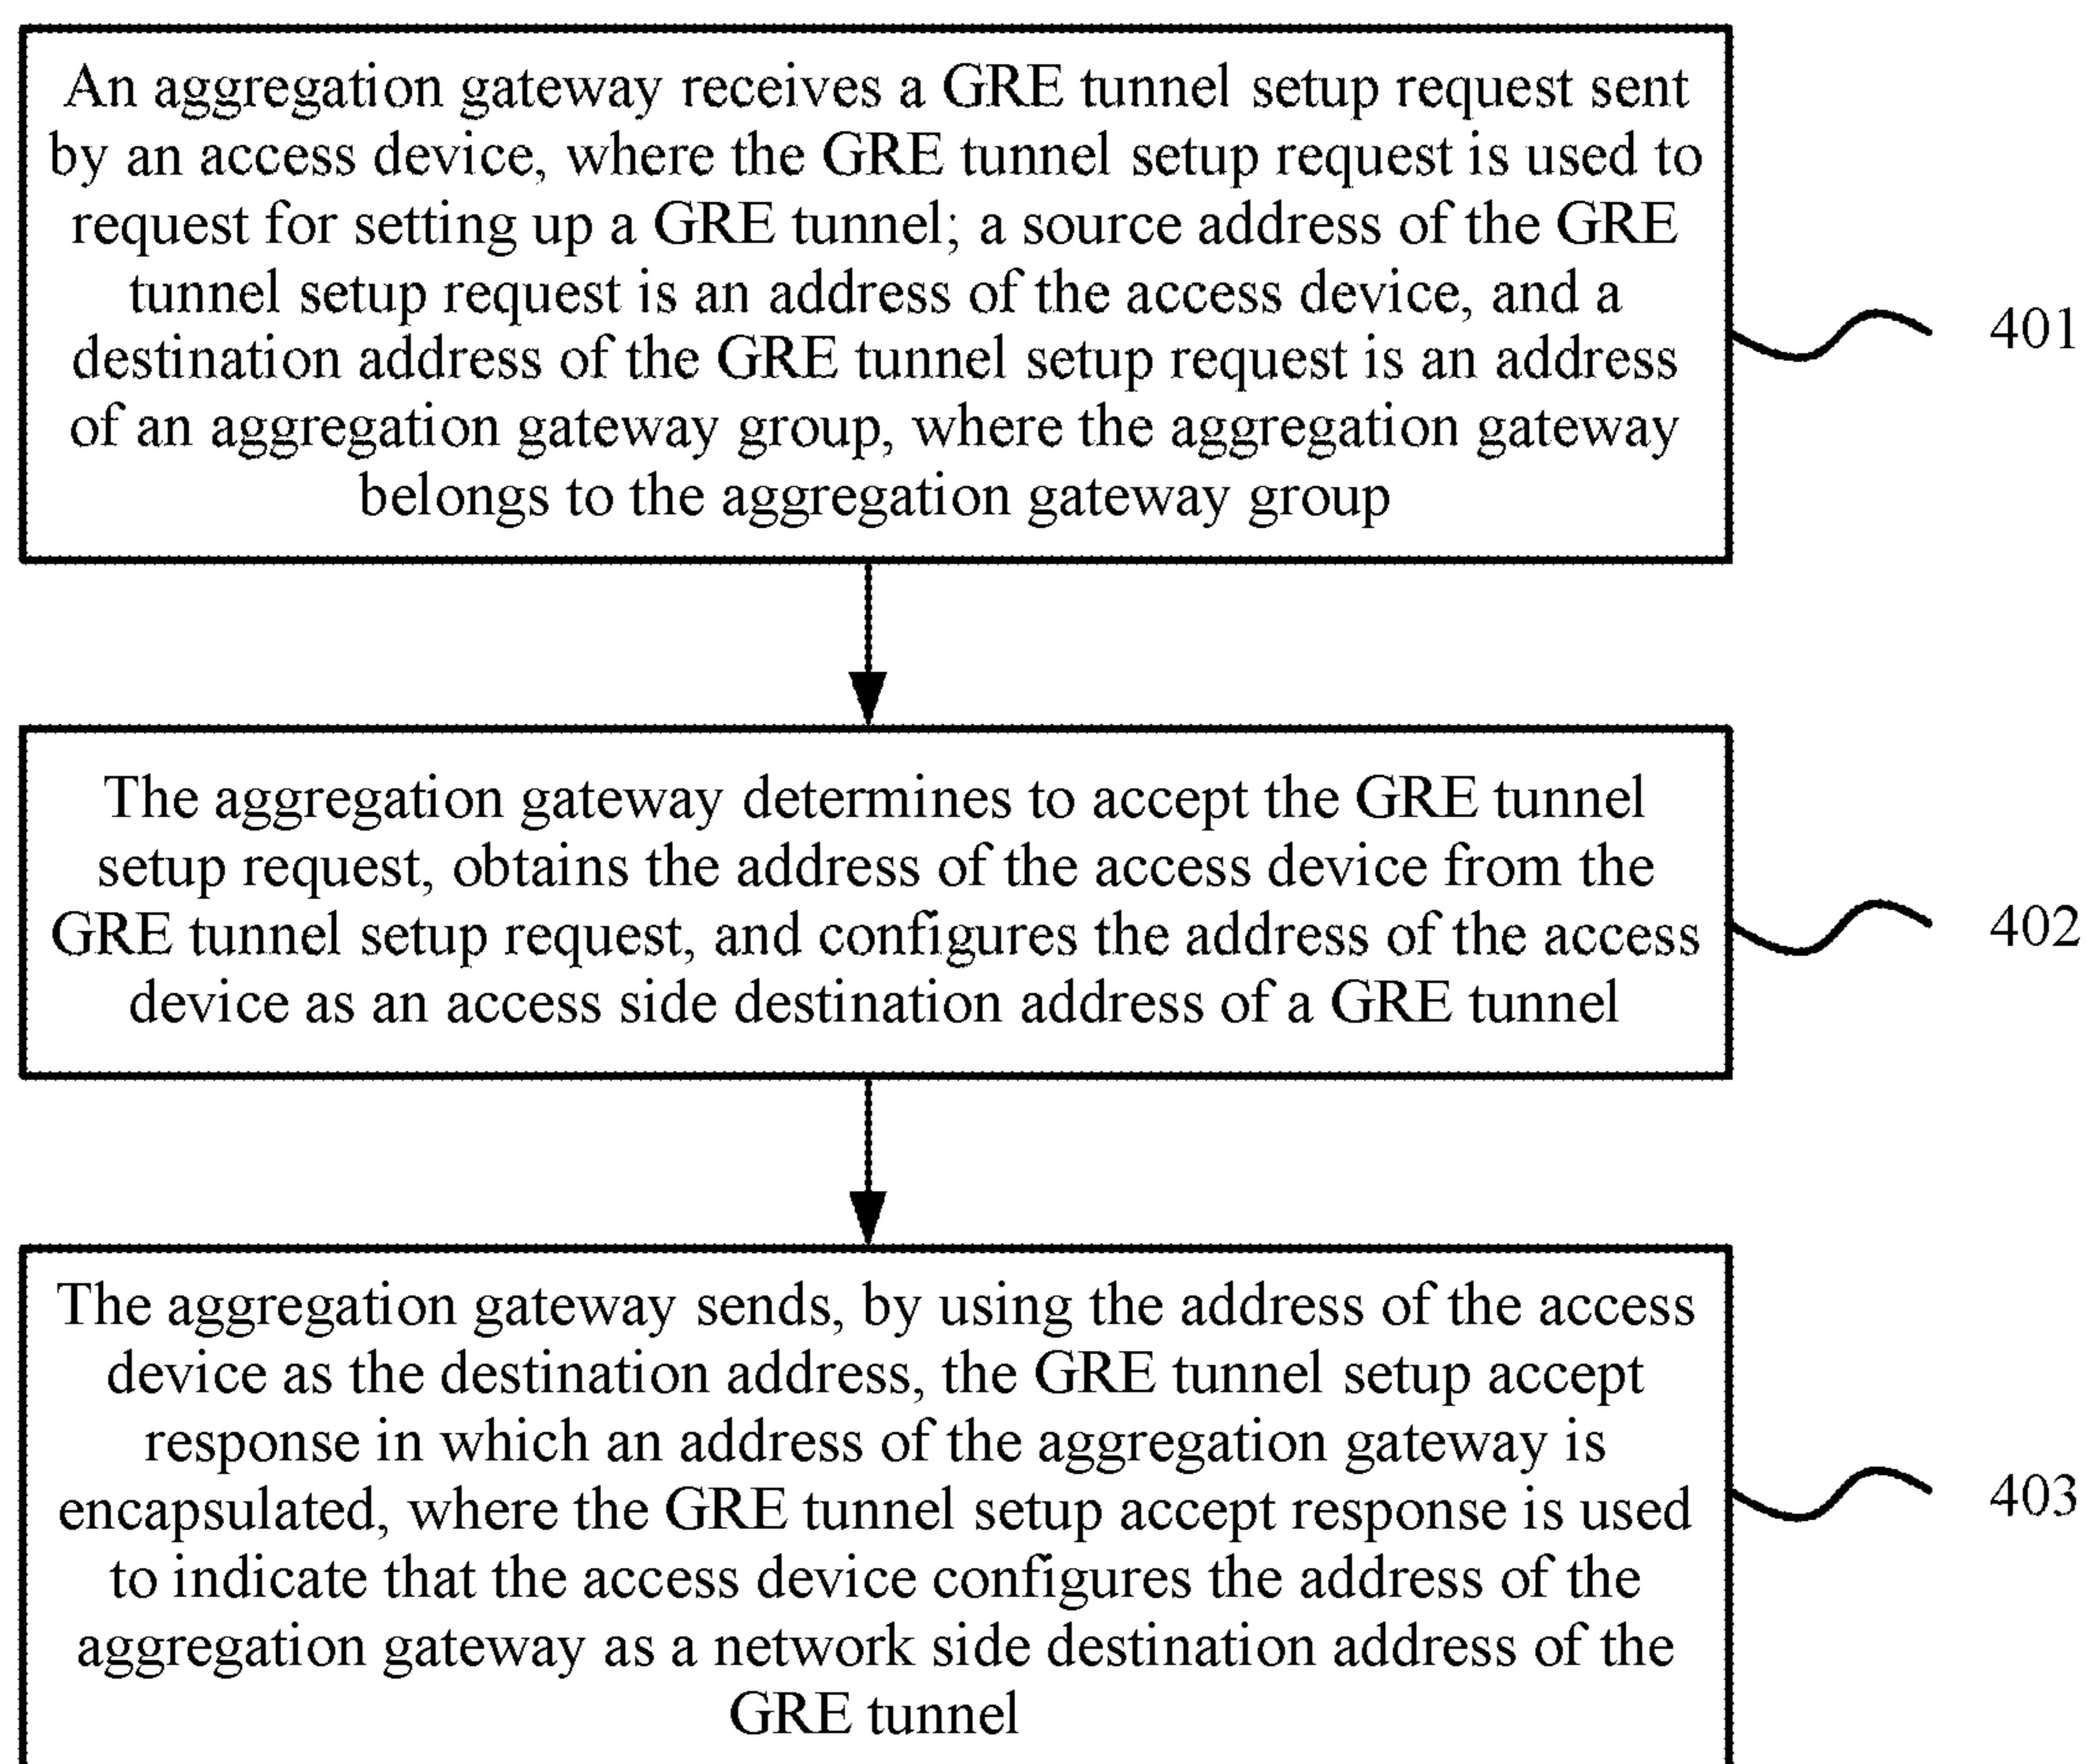 An aggregation gateway receives a GRE tunnel setup request sent
by an access device, where the GRE tunnel setup request is used to
request for setting up a GRE tunnel; a source address of the GRE
tunnel setup request is an address of the access device, and a
destination address of the GRE tunnel setup request is an address
of an aggregation gateway group, where the aggregation gateway
belongs to the aggregation gateway group
401
The aggregation gateway determines to accept the GRE tunnel
setup request, obtains the address of the access device from the
GRE tunnel setup request, and configures the address of the access
device as an access side destination address of a GRE tunnel
402
The aggregation gateway sends, by using the address of the access
device as the destination address, the GRE tunnel setup accept
response in which an address of the aggregation gateway is
encapsulated, where the GRE tunnel setup accept response is used
to indicate that the access device configures the address of the
aggregation gateway as a network side destination address of the
GRE tunnel
403